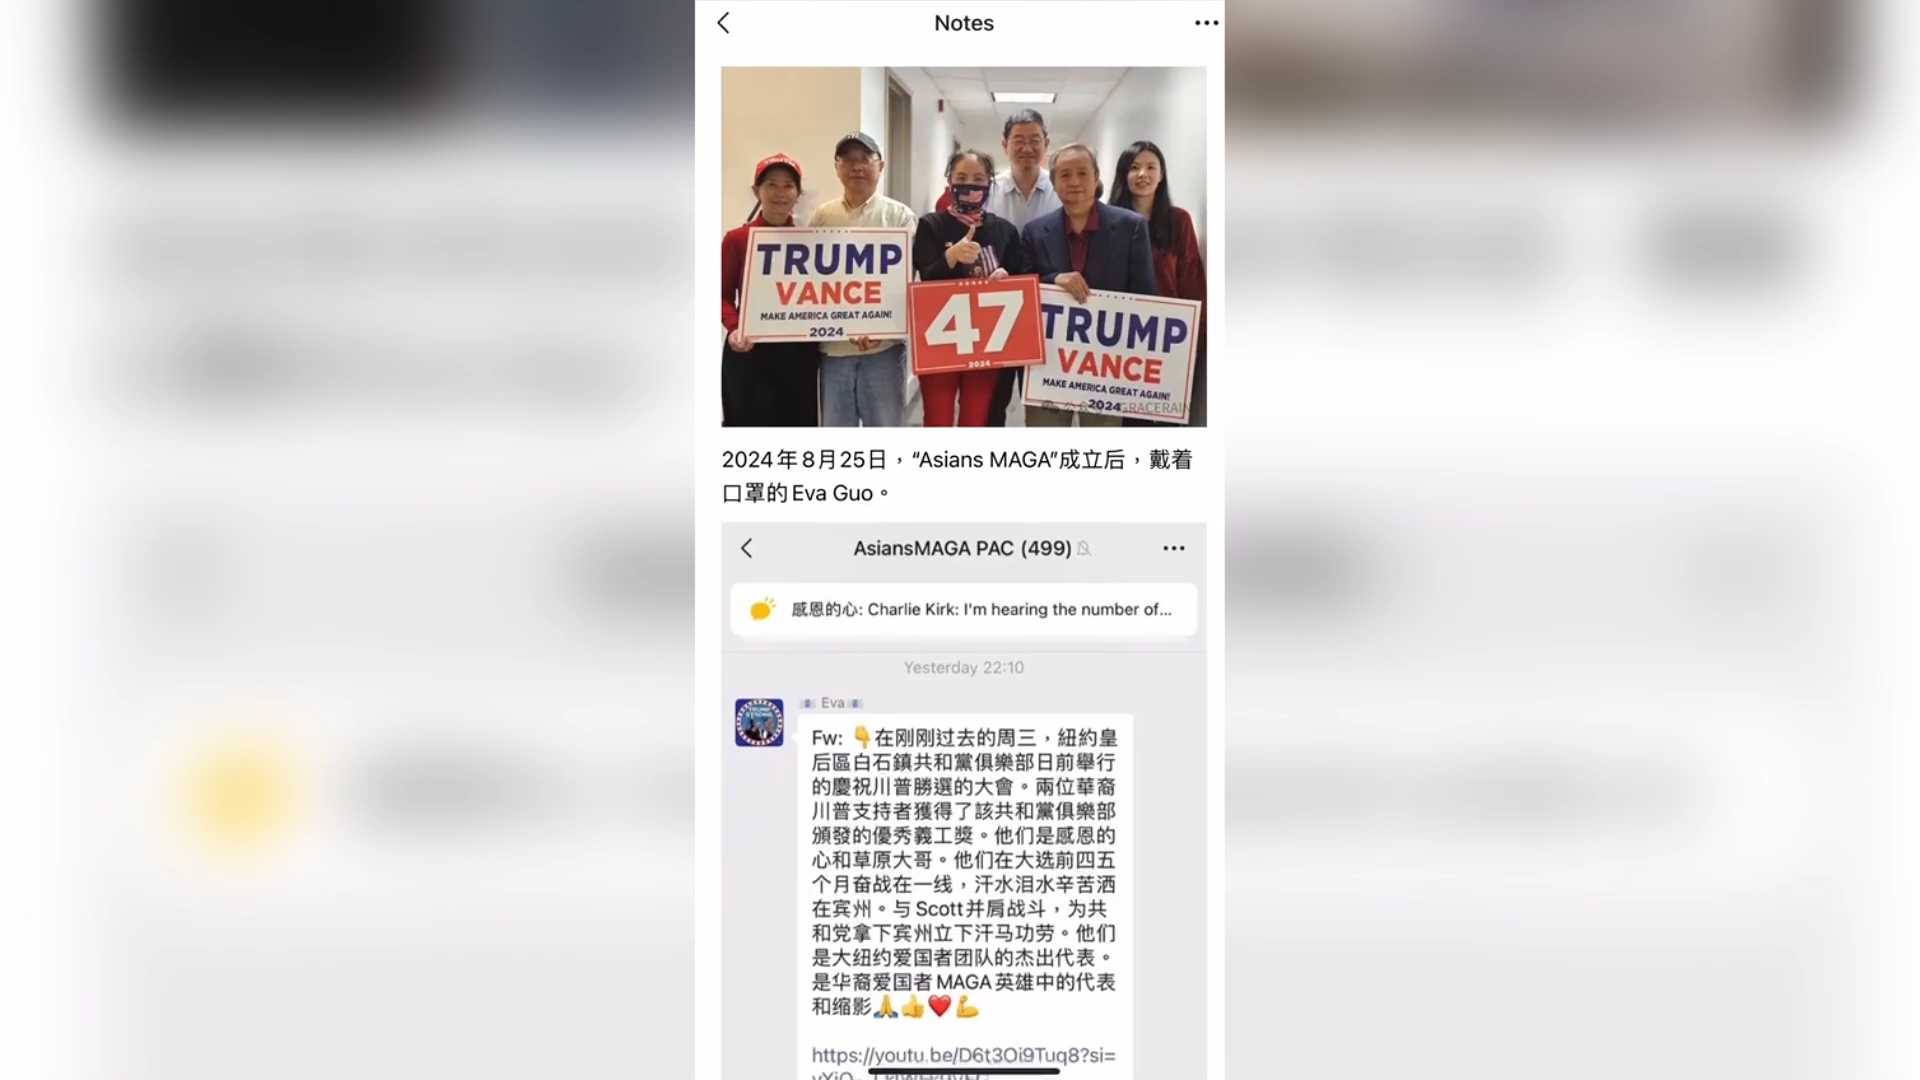 Notes
TRUMP
VANCE
MAKE AMERICA GREAT AGAIN!
2024
47
2024
TRUMP
VANCE
MAKE AMERICA GREAT AGAIN!
2024
GRACERAIN
2024年8月25日，“Asians MAGA”成立后，戴着
口罩的Eva Guo。
AsiansMAGA PAC (499)
感恩的心: Charlie Kirk: I'm hearing the number of...
Yesterday 22:10
Eva
Fw: 👇在刚刚过去的周三，紐約皇
后區白石鎮共和黨俱樂部日前舉行
的慶祝川普勝選的大會。兩位華裔
川普支持者獲得了該共和黨俱樂部
頒發的優秀義工獎。他们是感恩的
心和草原大哥。他们在大选前四五
个月奋战在一线，汗水泪水辛苦洒
在宾州。与Scott并肩战斗，为共
和党拿下宾州立下汗马功劳。他们
是大纽约爱国者团队的杰出代表。
是华裔爱国者MAGA英雄中的代表
和缩影🙏👍❤️💪
https://youtu.be/D6t3Oi9Tuq8?si=